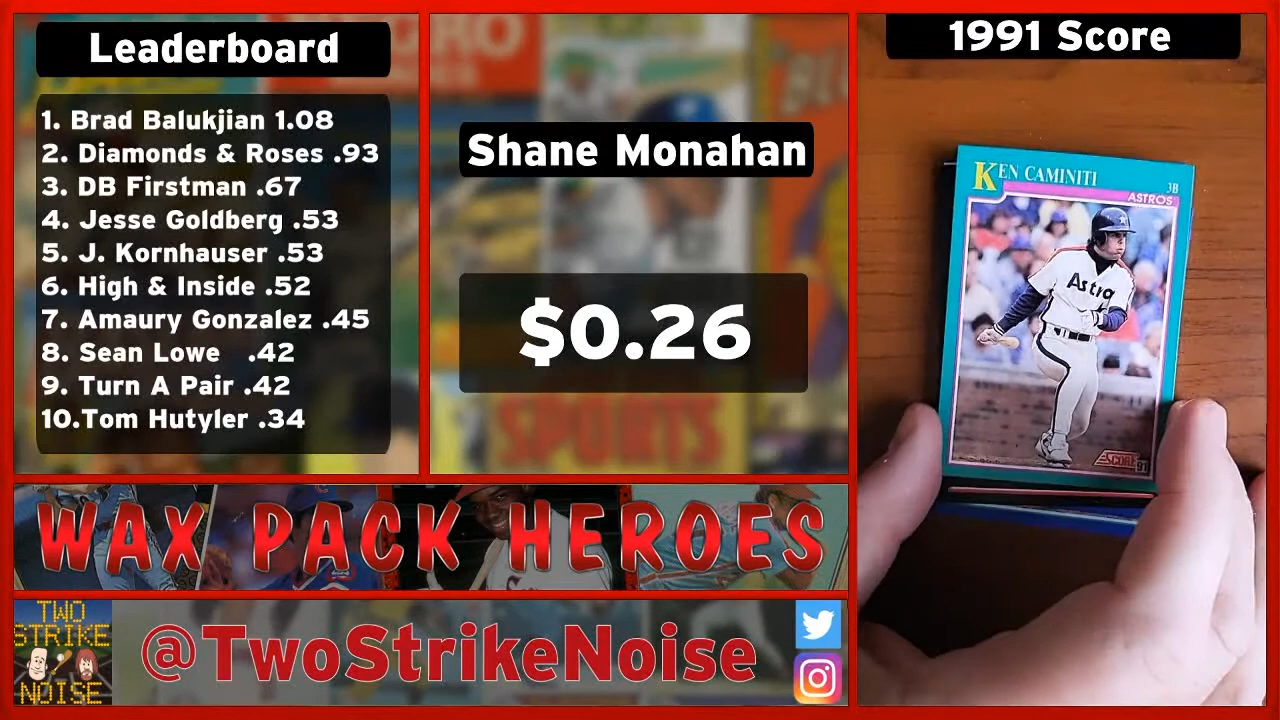 Leaderboard
1. Brad Balukjian 1.08
2. Diamonds & Roses .93
3. DB Firstman .67
4. Jesse Goldberg .53
5. J. Kornhauser .53
6. High & Inside .52
7. Amaury Gonzalez .45
8. Sean Lowe .42
9. Turn A Pair .42
10.Tom Hutyler .34
Shane Monahan
$0.26
SPORTS
1991 Score
KEN CAMINITI
3B
ASTROS
Astro
SCORE 91
WAX PACK HEROES
TWO
STRIKE
NOISE
@TwoStrikeNoise